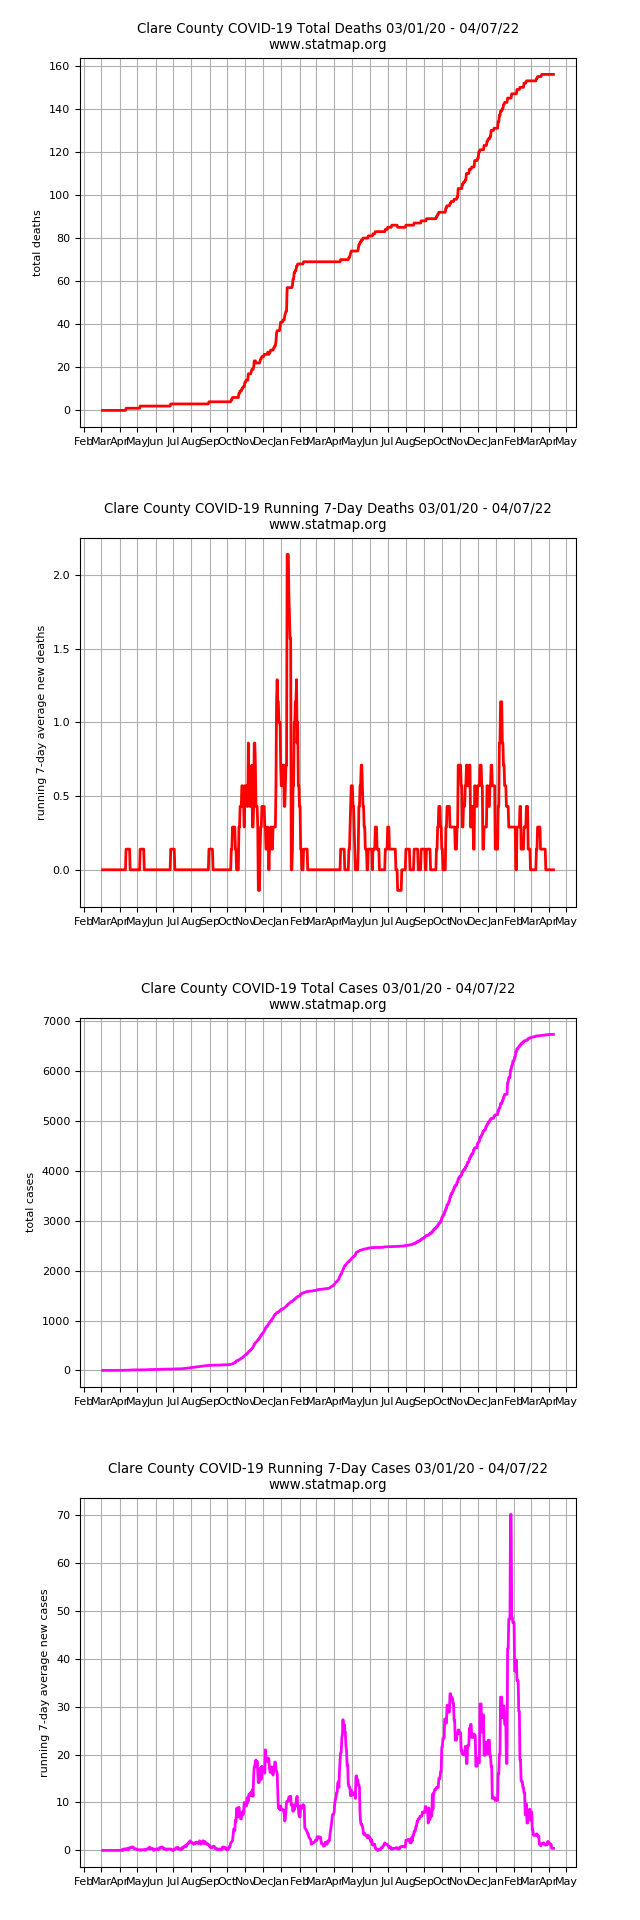 Clare County COVID-19 Total Deaths 03/01/20 - 04/07/22
www.statmap.org
160
140
120
100
80
60
40
20
0
total deaths
Feb Mar Apr May Jun Jul Aug Sep Oct Nov Dec Jan Feb Mar Apr May Jun Jul Aug Sep Oct Nov Dec Jan Feb Mar Apr May
Clare County COVID-19 Running 7-Day Deaths 03/01/20 - 04/07/22
www.statmap.org
2.0
1.5
1.0
0.5
0.0
running 7-day average new deaths
Feb Mar Apr May Jun Jul Aug Sep Oct Nov Dec Jan Feb Mar Apr May Jun Jul Aug Sep Oct Nov Dec Jan Feb Mar Apr May
Clare County COVID-19 Total Cases 03/01/20 - 04/07/22
www.statmap.org
7000
6000
5000
4000
3000
2000
1000
0
total cases
Feb Mar Apr May Jun Jul Aug Sep Oct Nov Dec Jan Feb Mar Apr May Jun Jul Aug Sep Oct Nov Dec Jan Feb Mar Apr May
Clare County COVID-19 Running 7-Day Cases 03/01/20 - 04/07/22
www.statmap.org
70
60
50
40
30
20
10
0
running 7-day average new cases
Feb Mar Apr May Jun Jul Aug Sep Oct Nov Dec Jan Feb Mar Apr May Jun Jul Aug Sep Oct Nov Dec Jan Feb Mar Apr May